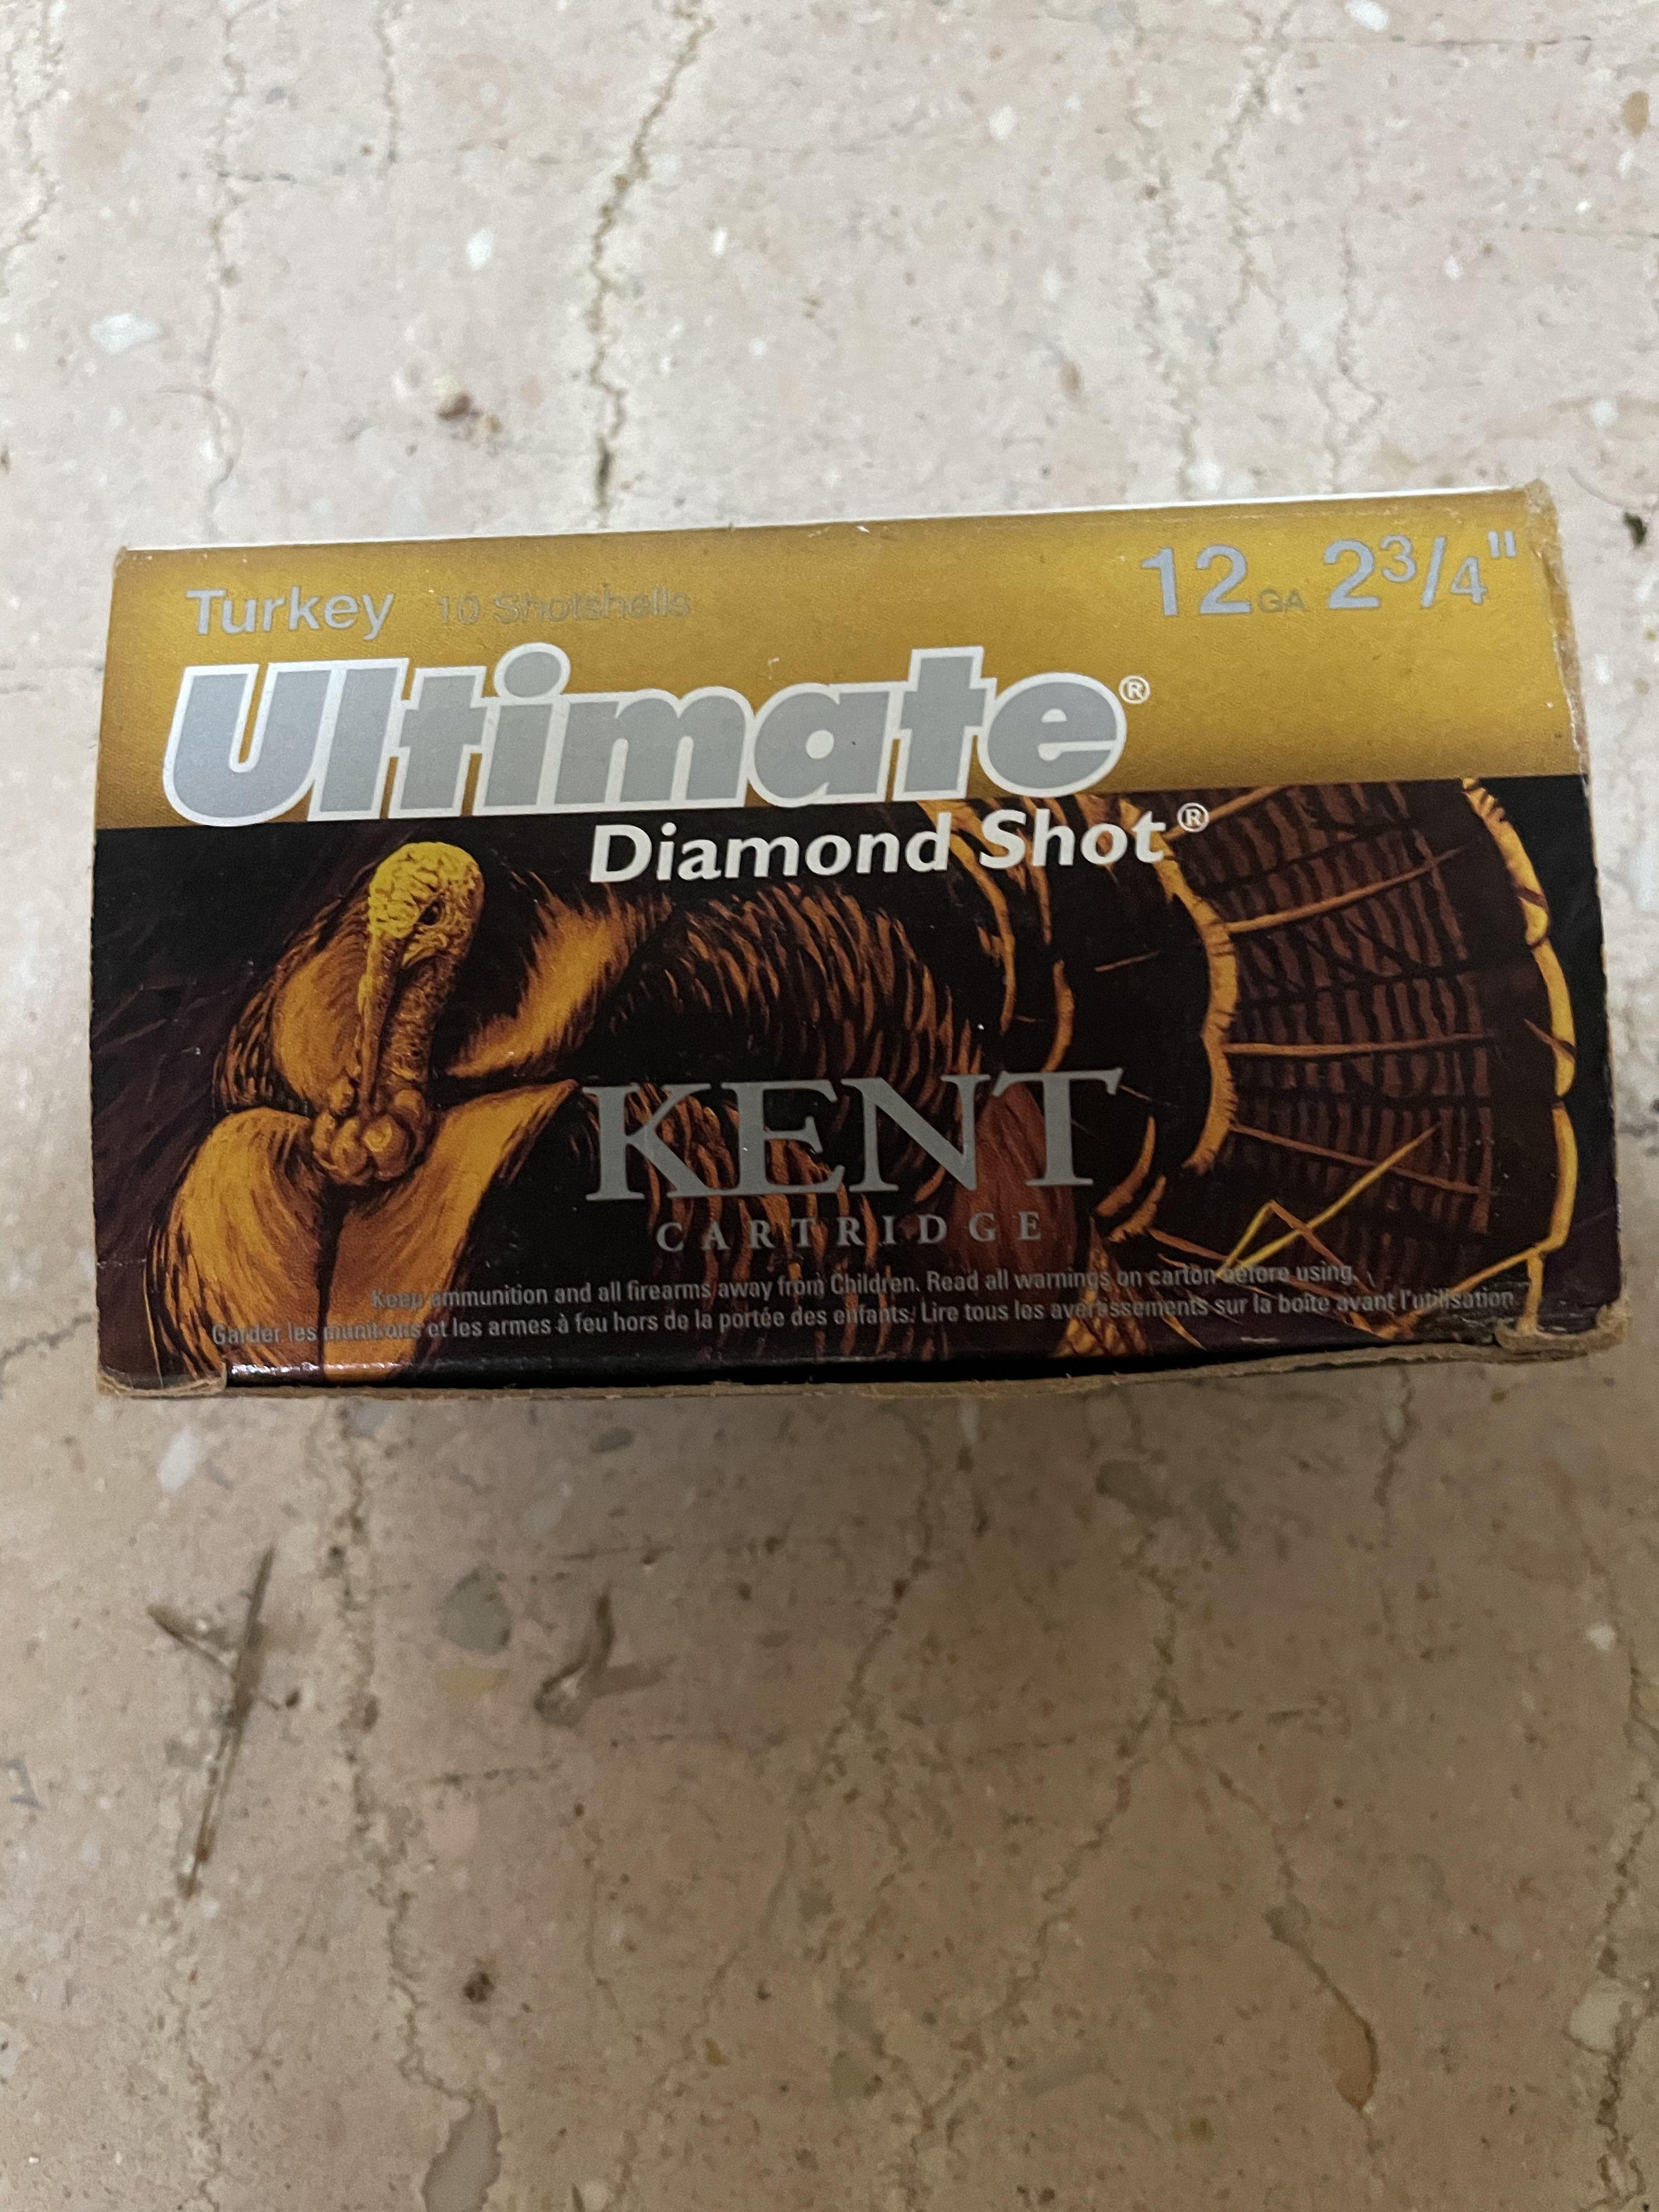 Turkey 10 Shotshells 12 GA 2 3/4"
Ultimate®
Diamond Shot®
KENT
CARTRIDGE
Keep ammunition and all firearms away from Children. Read all warnings on carton before using.
Garder les munitions et les armes à feu hors de la portée des enfants. Lire tous les avertissements sur la boîte avant l'utilisation.